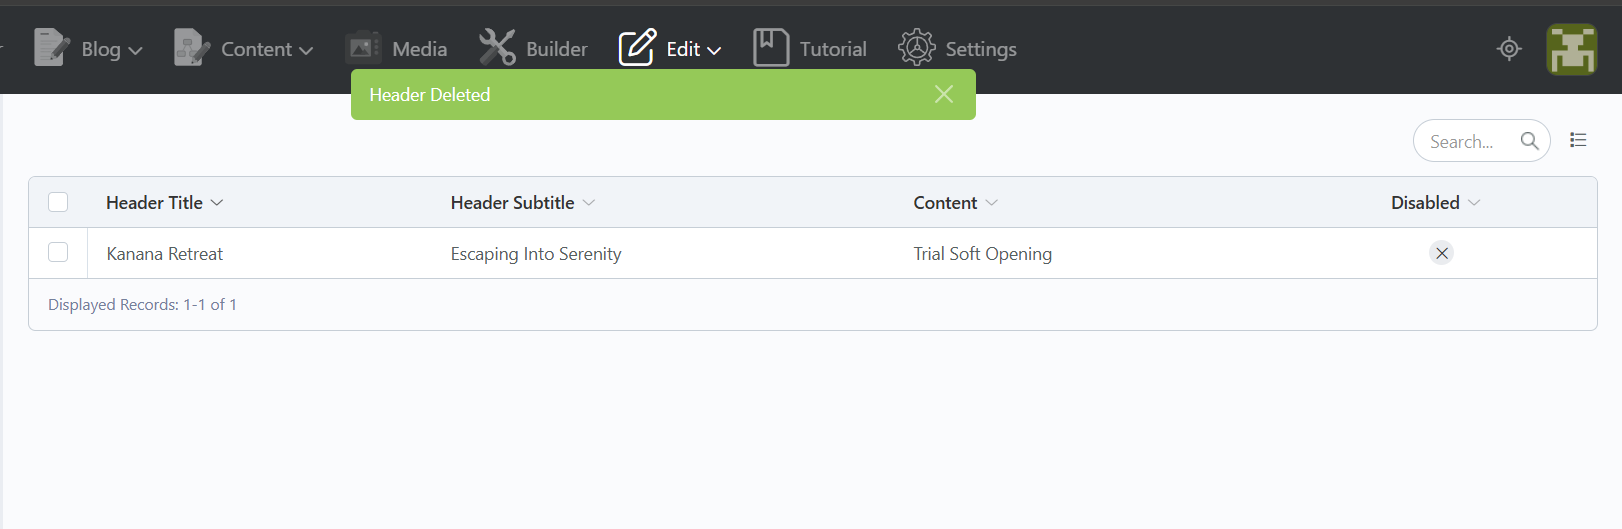 Blog
Content
Media
Builder
Edit
Tutorial
Settings
Header Deleted
Search...
Header Title
Header Subtitle
Content
Disabled
Kanana Retreat
Escaping Into Serenity
Trial Soft Opening
Displayed Records: 1-1 of 1